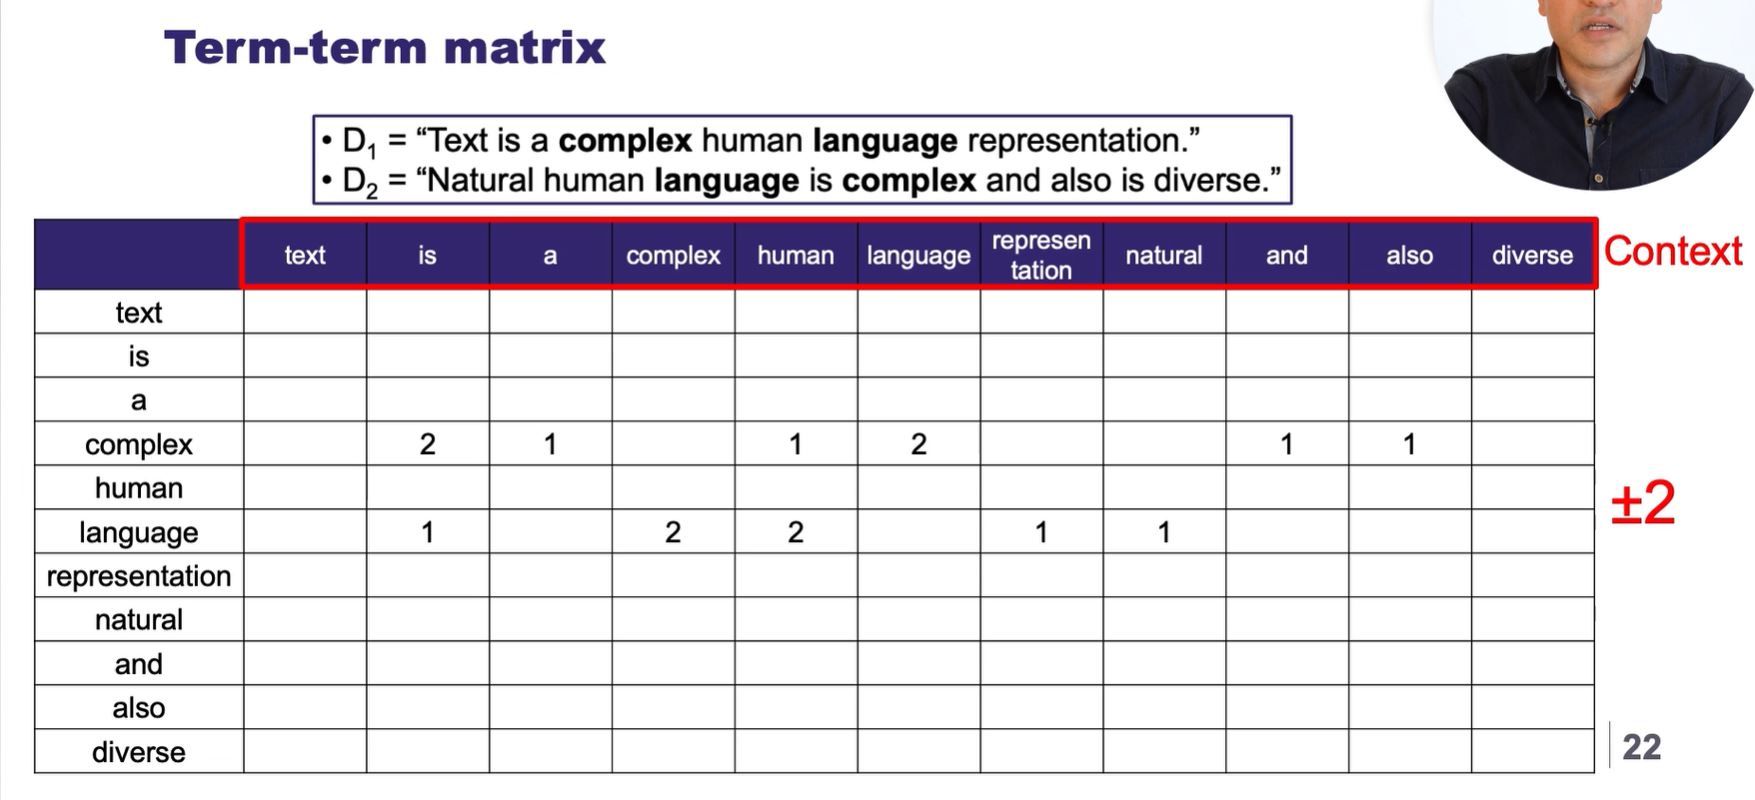 Term-term matrix
• D1 = “Text is a complex human language representation.”
• D2 = “Natural human language is complex and also is diverse.”
text is a complex human language represen tation natural and also diverse Context
text
is
a
complex 2 1 1 2 1 1
human
language 1 2 2 1 1
±2
representation
natural
and
also
diverse
22